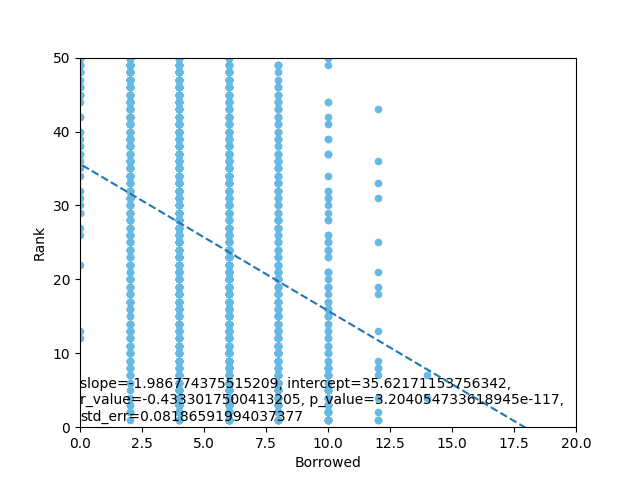 50
40
30
20
10
0
Rank
slope=-1.986774375515209, intercept=35.62171153756342,
r_value=-0.4333017500413205, p_value=3.204054733618945e-117,
std_err=0.08186591994037377
0.0 2.5 5.0 7.5 10.0 12.5 15.0 17.5 20.0
Borrowed